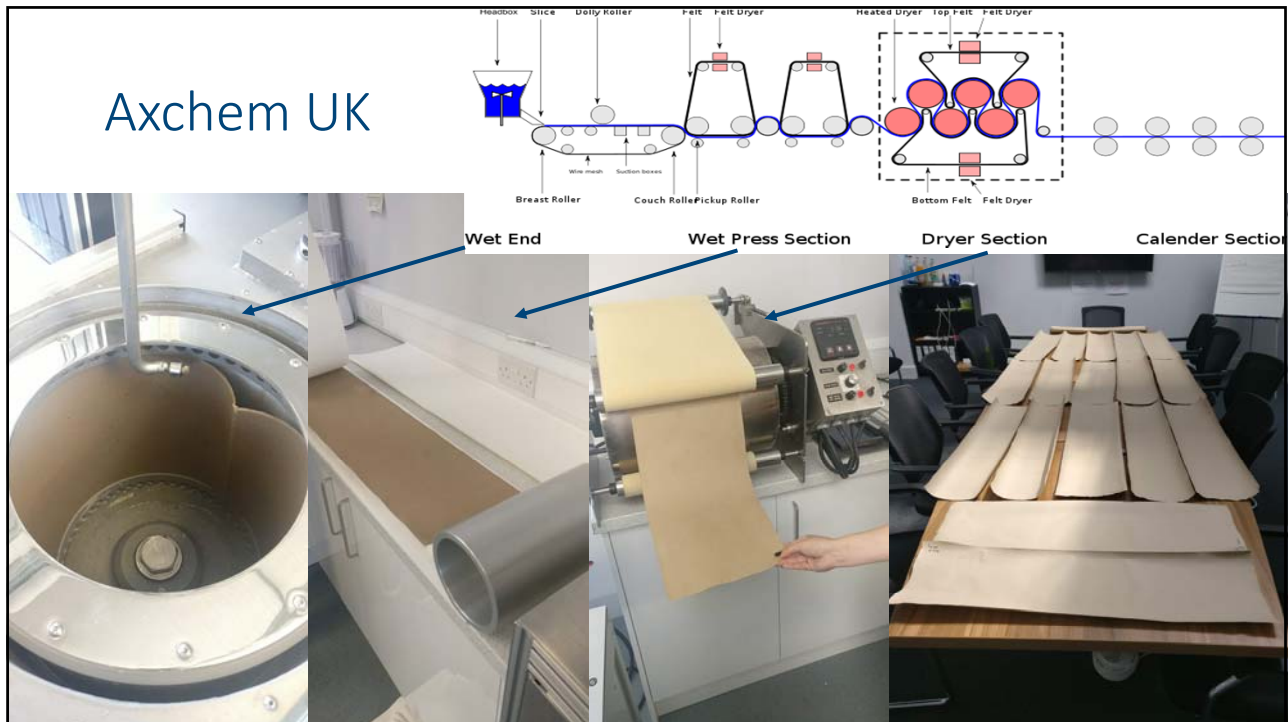 Axchem UK
Headbox Slice Dolly Roller Felt Felt Dryer Heated Dryer Top Felt Felt Dryer
Wire mesh Suction boxes
Breast Roller Couch Roller Pickup Roller Bottom Felt Felt Dryer
Wet End Wet Press Section Dryer Section Calender Section